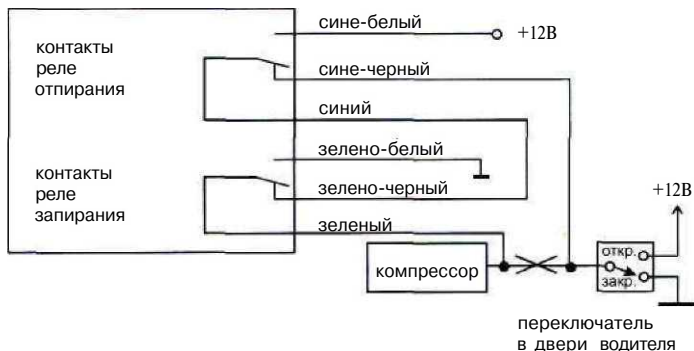 контакты
реле
отпирания
сине-белый
+12В
сине-черный
синий
контакты
реле
запирания
зелено-белый
зелено-черный
зеленый
+12В
компрессор
откр.
закр.
переключатель
в двери водителя